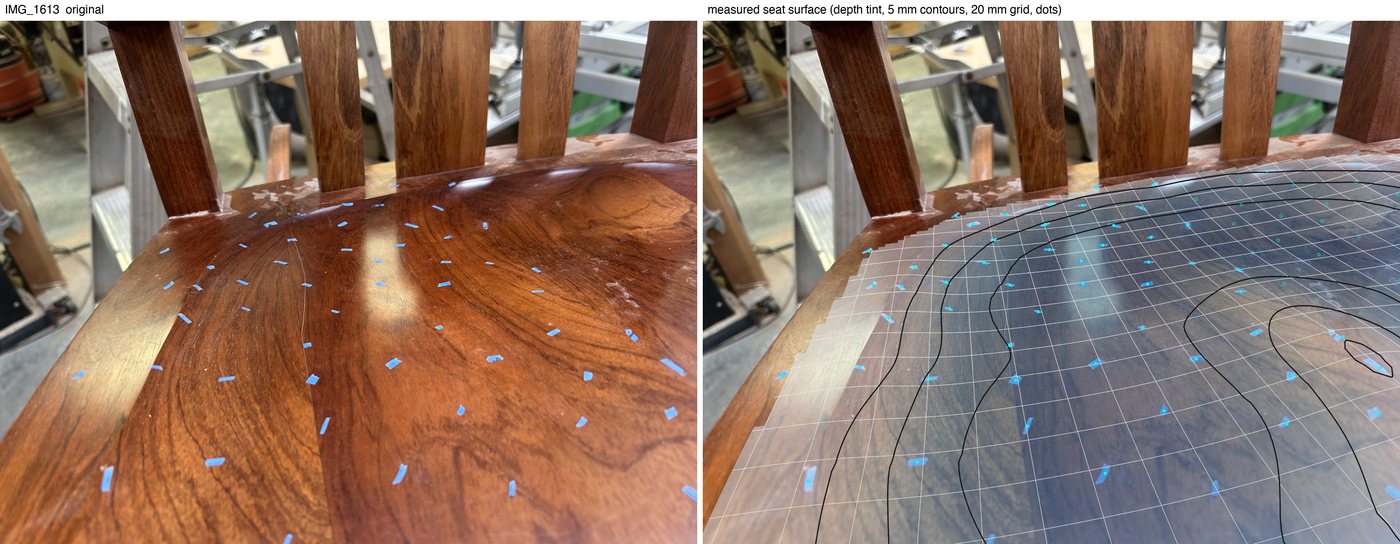 IMG_1613 original
measured seat surface (depth tint, 5 mm contours, 20 mm grid, dots)